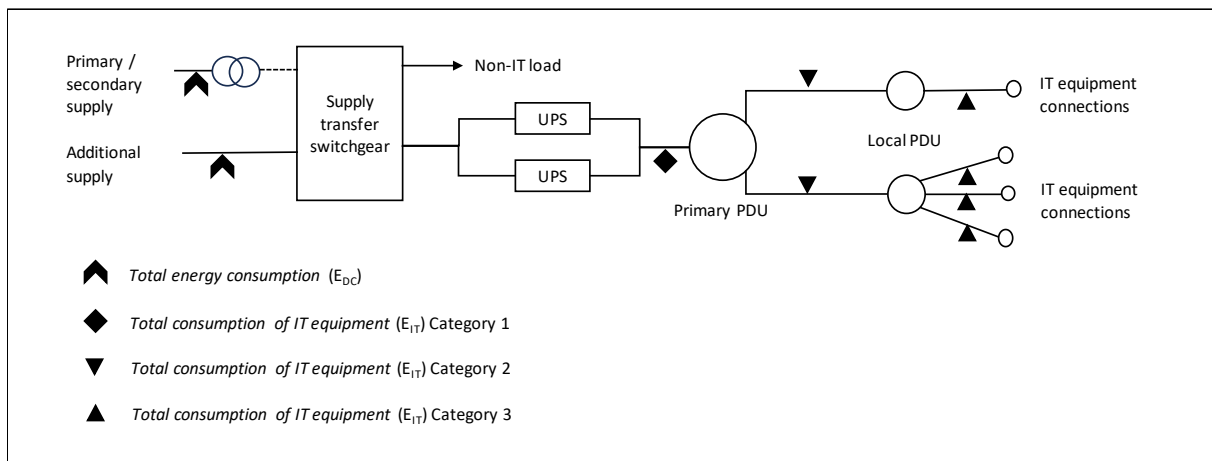 Primary /
secondary
supply
Additional
supply
Supply
transfer
switchgear
Non-IT load
UPS
UPS
Primary PDU
Local PDU
IT equipment
connections
IT equipment
connections
Total energy consumption (EDC)
Total consumption of IT equipment (EIT) Category 1
Total consumption of IT equipment (EIT) Category 2
Total consumption of IT equipment (EIT) Category 3